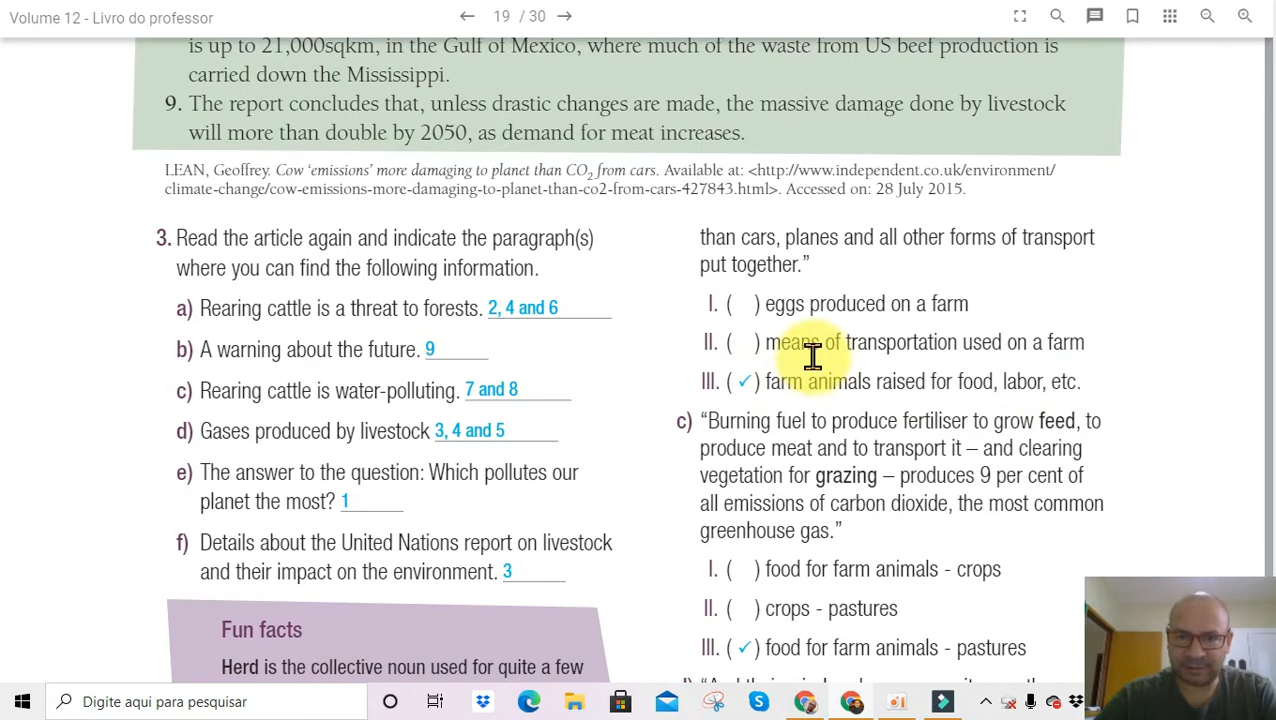 Volume 12 - Livro do professor
19 / 30
is up to 21,000sqkm, in the Gulf of Mexico, where much of the waste from US beef production is
carried down the Mississippi.
9. The report concludes that, unless drastic changes are made, the massive damage done by livestock
will more than double by 2050, as demand for meat increases.
LEAN, Geoffrey. Cow ‘emissions’ more damaging to planet than CO2 from cars. Available at: <http://www.independent.co.uk/environment/
climate-change/cow-emissions-more-damaging-to-planet-than-co2-from-cars-427843.html>. Accessed on: 28 July 2015.
3. Read the article again and indicate the paragraph(s)
where you can find the following information.
a) Rearing cattle is a threat to forests. 2, 4 and 6
b) A warning about the future. 9
c) Rearing cattle is water-polluting. 7 and 8
d) Gases produced by livestock 3, 4 and 5
e) The answer to the question: Which pollutes our
planet the most? 1
f) Details about the United Nations report on livestock
and their impact on the environment. 3
Fun facts
Herd is the collective noun used for quite a few
than cars, planes and all other forms of transport
put together.”
I. ( ) eggs produced on a farm
II. ( ) means of transportation used on a farm
III. ( ✓ ) farm animals raised for food, labor, etc.
c) “Burning fuel to produce fertiliser to grow feed, to
produce meat and to transport it – and clearing
vegetation for grazing – produces 9 per cent of
all emissions of carbon dioxide, the most common
greenhouse gas.”
I. ( ) food for farm animals - crops
II. ( ) crops - pastures
III. ( ✓ ) food for farm animals - pastures
Digite aqui para pesquisar